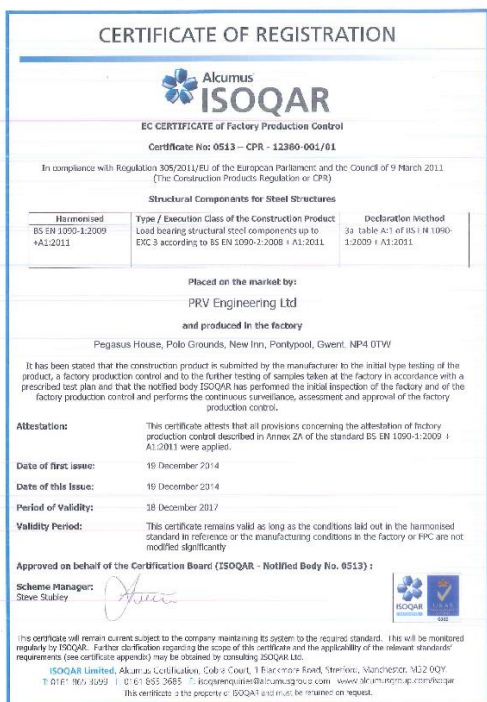 CERTIFICATE OF REGISTRATION
Alcumus
ISOQAR
EC CERTIFICATE of Factory Production Control
Certificate No: 0513 – CPR - 12380-001/01
In compliance with Regulation 305/2011/EU of the European Parliament and the Council of 9 March 2011
(The Construction Products Regulation or CPR)
Structural Components for Steel Structures
Harmonised Type / Execution Class of the Construction Product Declaration Method
BS EN 1090-1:2009 Load bearing structural steel components up to 3a table A:1 of BS EN 1090-
+A1:2011 EXC 3 according to BS EN 1090-2:2008 + A1:2011 1:2009 + A1:2011
Placed on the market by:
PRV Engineering Ltd
and produced in the factory
Pegasus House, Polo Grounds, New Inn, Pontypool, Gwent. NP4 0TW
It has been stated that the construction product is submitted by the manufacturer to the initial type testing of the
product, a factory production control and to the further testing of samples taken at the factory in accordance with a
prescribed test plan and that the notified body ISOQAR has performed the initial inspection of the factory and of the
factory production control and performs the continuous surveillance, assessment and approval of the factory
production control.
Attestation: This certificate attests that all provisions concerning the attestation of factory
production control described in Annex ZA of the standard BS EN 1090-1:2009 +
A1:2011 were applied.
Date of first issue: 19 December 2014
Date of this issue: 19 December 2014
Period of Validity: 18 December 2017
Validity Period: This certificate remains valid as long as the conditions laid out in the harmonised
standard in reference or the manufacturing conditions in the factory or FPC are not
modified significantly
Approved on behalf of the Certification Board (ISOQAR - Notified Body No. 0513) :
Scheme Manager:
Steve Stubley
ISOQAR
UKAS
This certificate will remain current subject to the company maintaining its system to the required standard. This will be monitored
regularly by ISOQAR. Further clarification regarding the scope of this certificate and the applicability of the relevant standards'
requirements (see certificate appendix) may be obtained by consulting ISOQAR Ltd.
ISOQAR Limited, Alcumus Certification, Cobra Court, 1 Blackmore Road, Stretford, Manchester, M32 0QY.
T: 0161 865 3699 F: 0161 865 3685 E: isoqarenquiries@alcumusgroup.com www.alcumusgroup.com/isoqar
This certificate is the property of ISOQAR and must be returned on request.